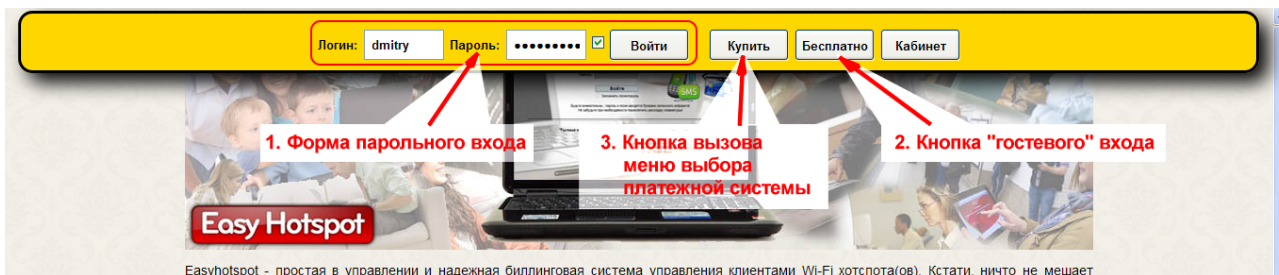 Логин: dmitry Пароль: ••••••••• Войти Купить Бесплатно Кабинет
Войти
SMS
1. Форма парольного входа
3. Кнопка вызова
меню выбора
платежной системы
2. Кнопка "гостевого" входа
Easy Hotspot
Easyhotspot - простая в управлении и надежная биллинговая система управления клиентами Wi-Fi хотспота(ов). Кстати, ничто не мешает